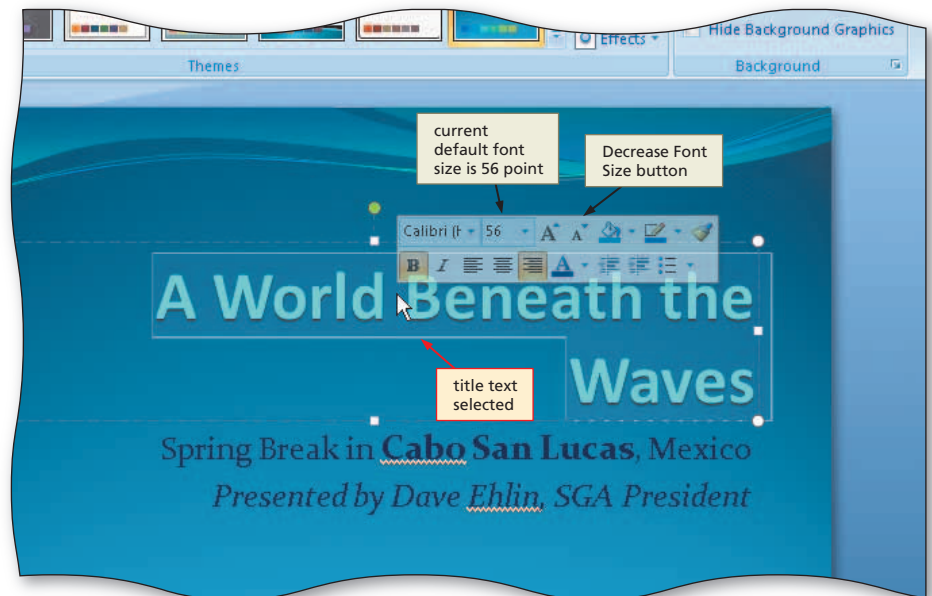 Effects
Hide Background Graphics
Themes
Background
current
default font
size is 56 point
Decrease Font
Size button
Calibri (H 56 A A
B I A
A World Beneath the
Waves
title text
selected
Spring Break in Cabo San Lucas, Mexico
Presented by Dave Ehlin, SGA President